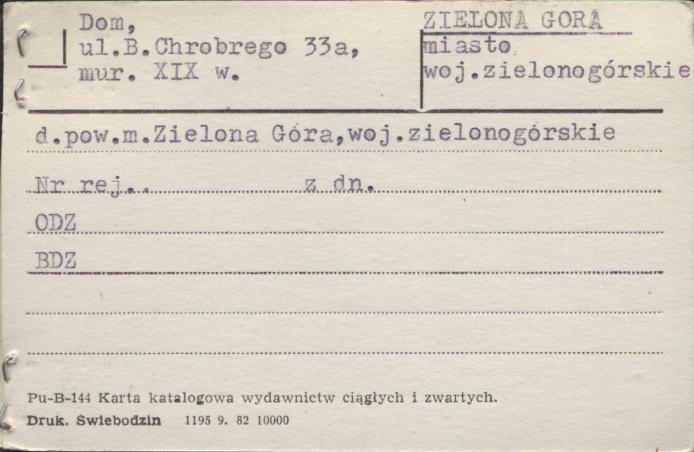 Dom,
ul.B.Chrobrego 33a,
mur. XIX w.
ZIELONA GORA
miasto
woj.zielonogórskie
d.pow.m.Zielona Góra,woj.zielonogórskie
Nr rej.. z dn.
ODZ
BDZ
Pu-B-144 Karta katalogowa wydawnictw ciągłych i zwartych.
Druk. Świebodzin 1195 9. 82 10000